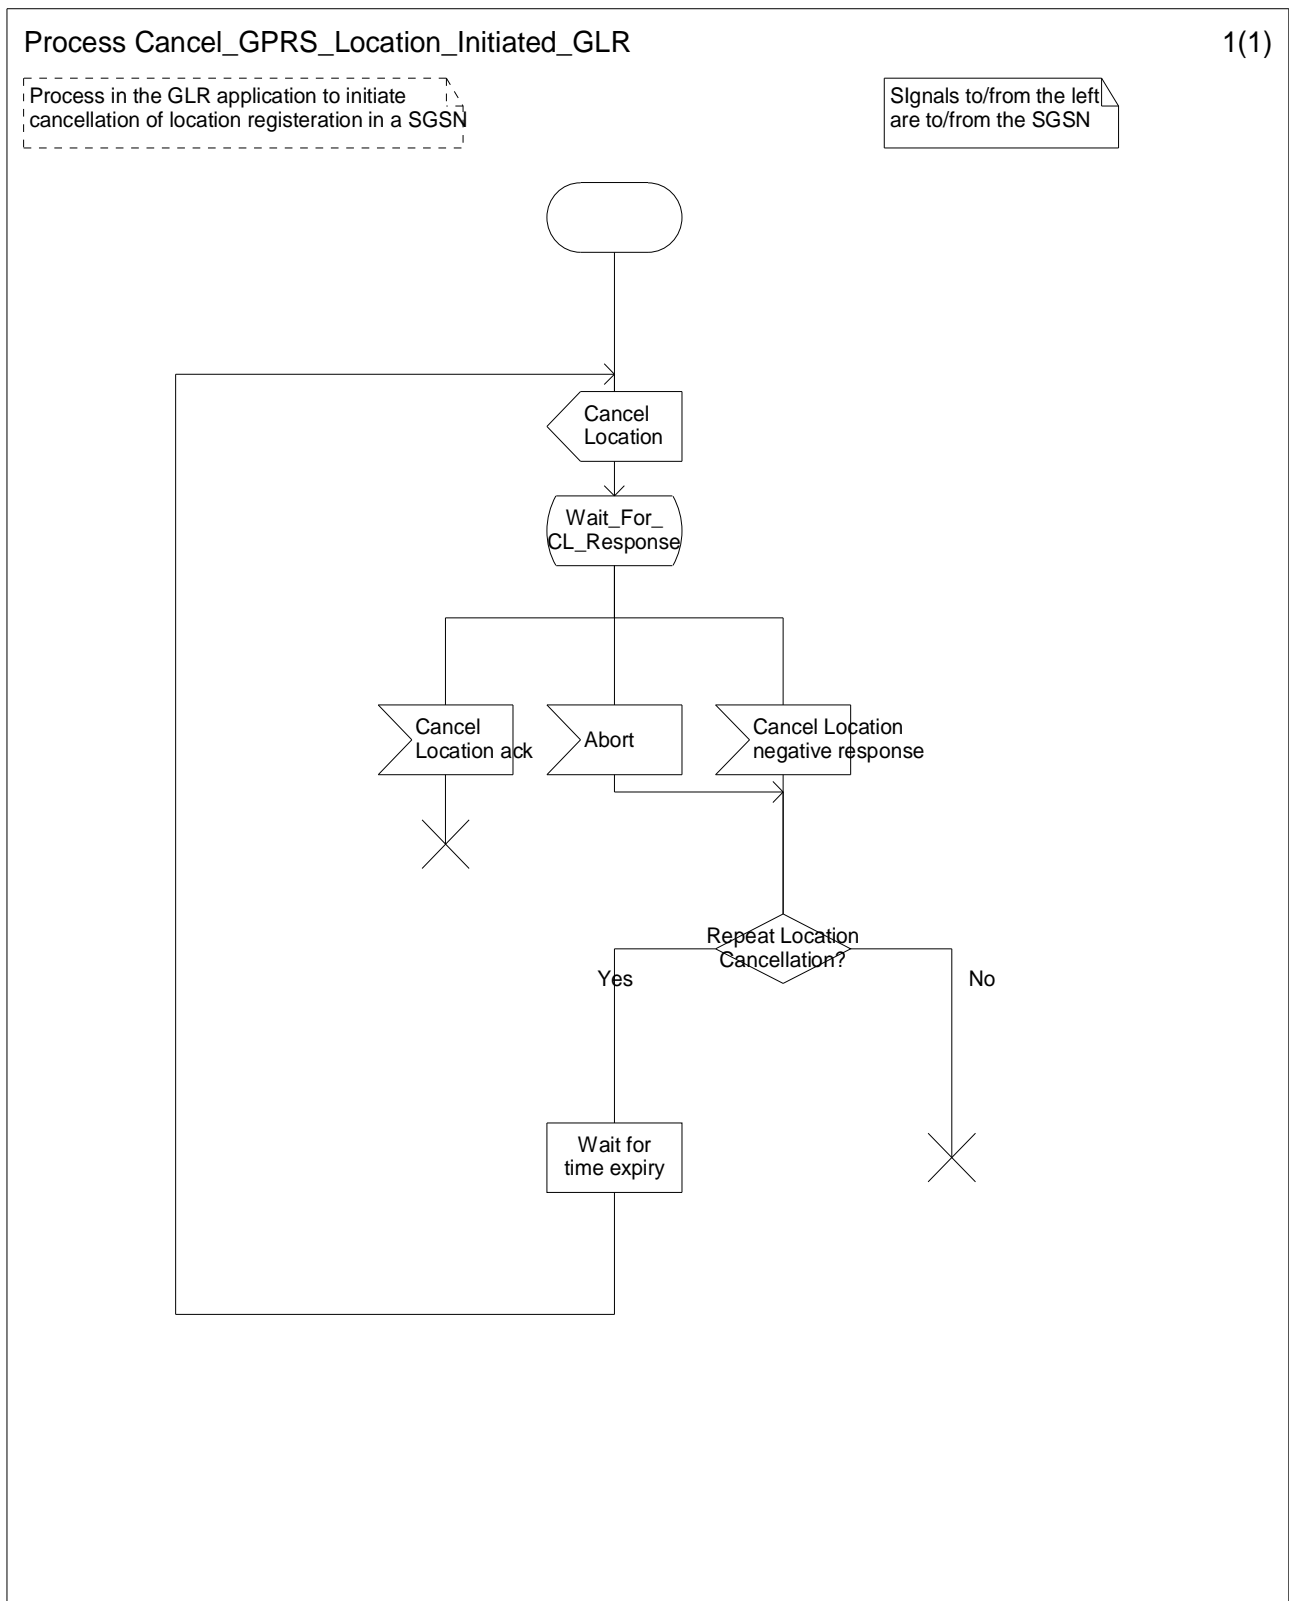 Process Cancel_GPRS_Location_Initiated_GLR
1(1)
Process in the GLR application to initiate
cancellation of location registeration in a SGSN
SIgnals to/from the left
are to/from the SGSN
Cancel
Location
Wait_For_
CL_Response
Cancel
Location ack
Abort
Cancel Location
negative response
Repeat Location
Cancellation?
Yes
No
Wait for
time expiry